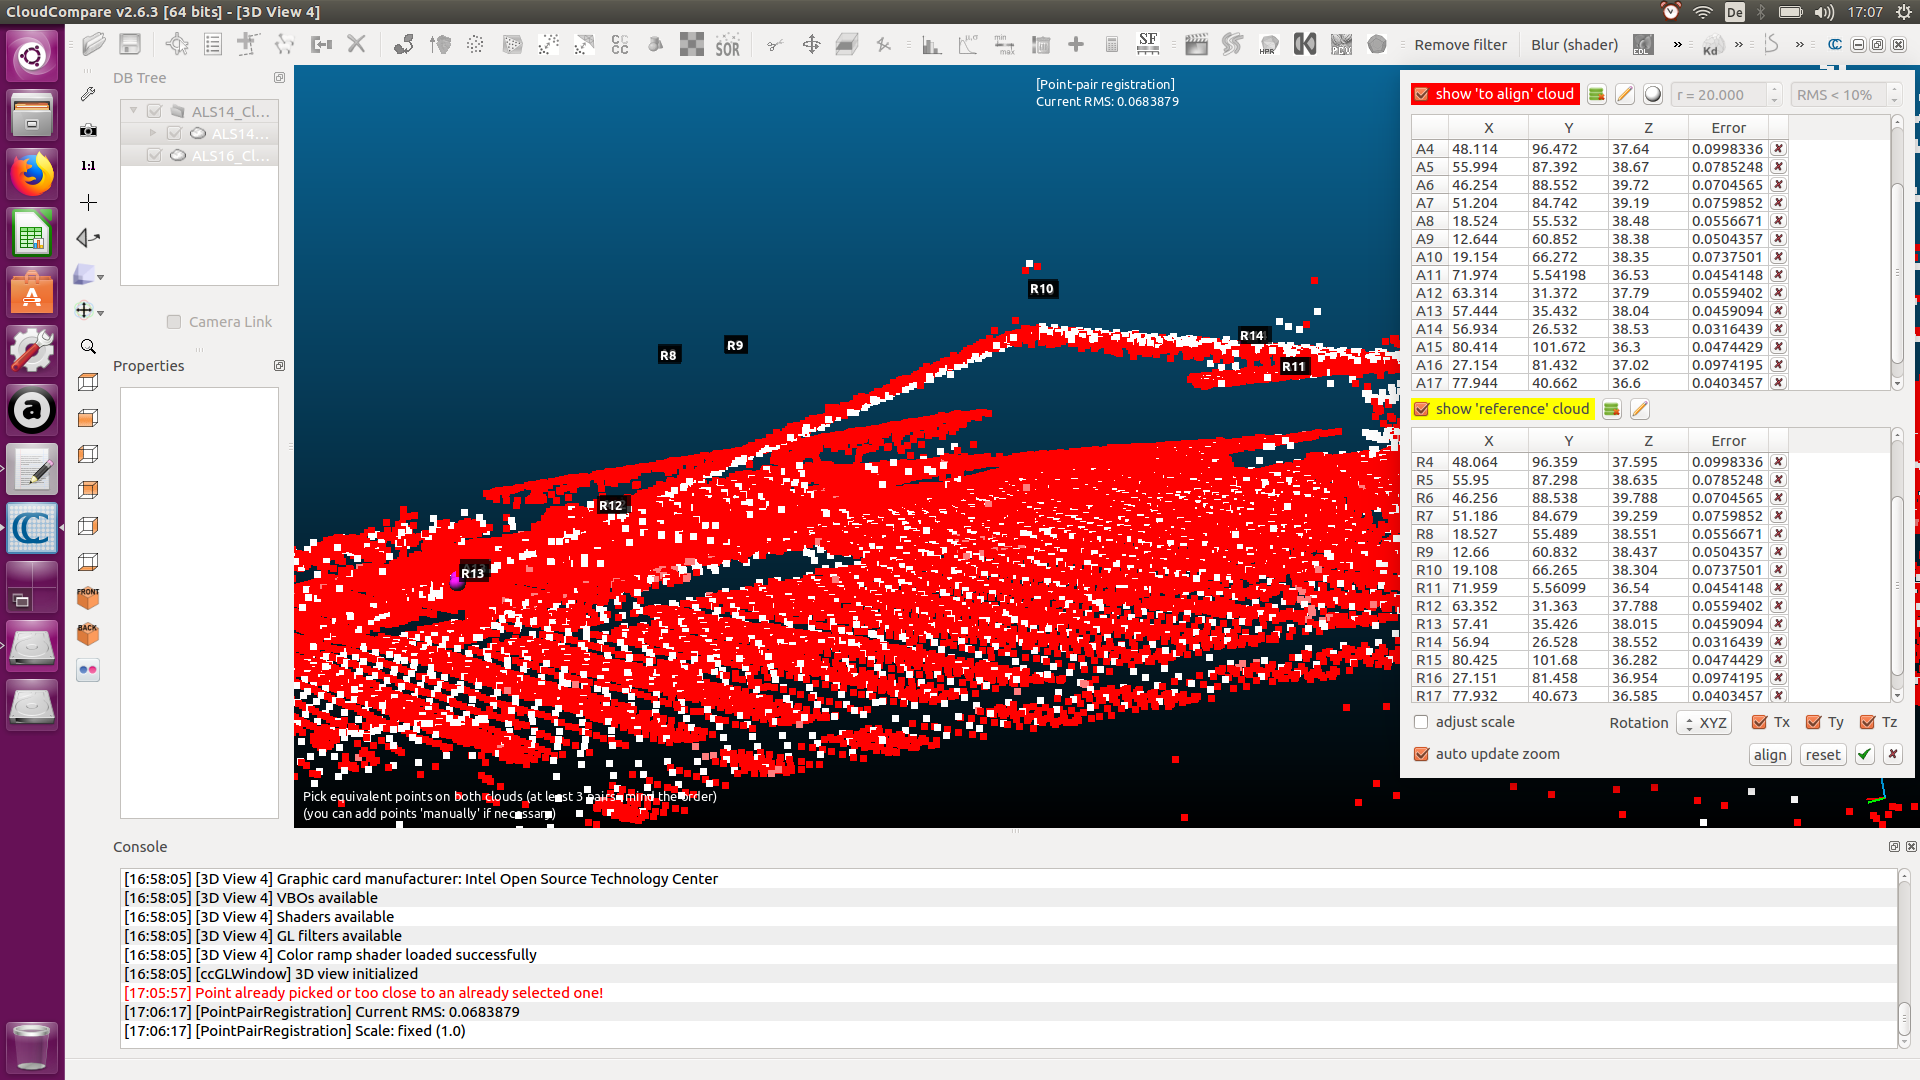 CloudCompare v2.6.3 [64 bits] - [3D View 4]
De
17:07
CCC
SOR
min
max
SF
HPR
PCV
Remove filter
Blur (shader)
EDL
»
Kd
»
»
DB Tree
ALS14_Cl...
ALS14...
ALS16_Cl...
Camera Link
Properties
1:1
FRONT
BACK
[Point-pair registration]
Current RMS: 0.0683879
R10
R8
R9
R14
R11
R12
R13
Pick equivalent points on both clouds (at least 3 pairs - mind the order)
(you can add points 'manually' if necessary)
show 'to align' cloud
r = 20.000
RMS < 10%
X Y Z Error
A4 48.114 96.472 37.64 0.0998336
A5 55.994 87.392 38.67 0.0785248
A6 46.254 88.552 39.72 0.0704565
A7 51.204 84.742 39.19 0.0759852
A8 18.524 55.532 38.48 0.0556671
A9 12.644 60.852 38.38 0.0504357
A10 19.154 66.272 38.35 0.0737501
A11 71.974 5.54198 36.53 0.0454148
A12 63.314 31.372 37.79 0.0559402
A13 57.444 35.432 38.04 0.0459094
A14 56.934 26.532 38.53 0.0316439
A15 80.414 101.672 36.3 0.0474429
A16 27.154 81.432 37.02 0.0974195
A17 77.944 40.662 36.6 0.0403457
show 'reference' cloud
X Y Z Error
R4 48.064 96.359 37.595 0.0998336
R5 55.95 87.298 38.635 0.0785248
R6 46.256 88.538 39.788 0.0704565
R7 51.186 84.679 39.259 0.0759852
R8 18.527 55.489 38.551 0.0556671
R9 12.66 60.832 38.437 0.0504357
R10 19.108 66.265 38.304 0.0737501
R11 71.959 5.56099 36.54 0.0454148
R12 63.352 31.363 37.788 0.0559402
R13 57.41 35.426 38.015 0.0459094
R14 56.94 26.528 38.552 0.0316439
R15 80.425 101.68 36.282 0.0474429
R16 27.151 81.458 36.954 0.0974195
R17 77.932 40.673 36.585 0.0403457
adjust scale
Rotation XYZ Tx Ty Tz
auto update zoom
align reset
Console
[16:58:05] [3D View 4] Graphic card manufacturer: Intel Open Source Technology Center
[16:58:05] [3D View 4] VBOs available
[16:58:05] [3D View 4] Shaders available
[16:58:05] [3D View 4] GL filters available
[16:58:05] [3D View 4] Color ramp shader loaded successfully
[16:58:05] [ccGLWindow] 3D view initialized
[17:05:57] Point already picked or too close to an already selected one!
[17:06:17] [PointPairRegistration] Current RMS: 0.0683879
[17:06:17] [PointPairRegistration] Scale: fixed (1.0)